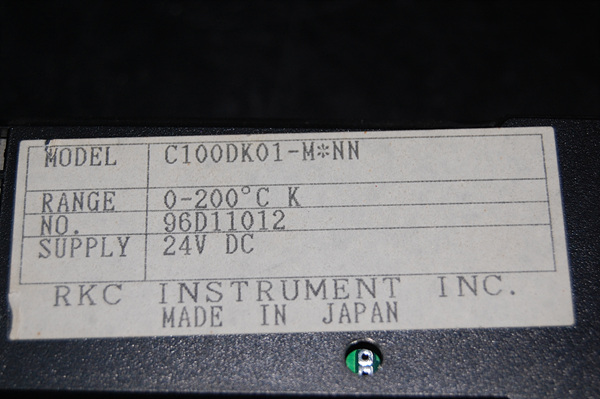 MODEL C100DK01-M*NN
RANGE 0-200°C K
NO. 96D11012
SUPPLY 24V DC
RKC INSTRUMENT INC.
MADE IN JAPAN